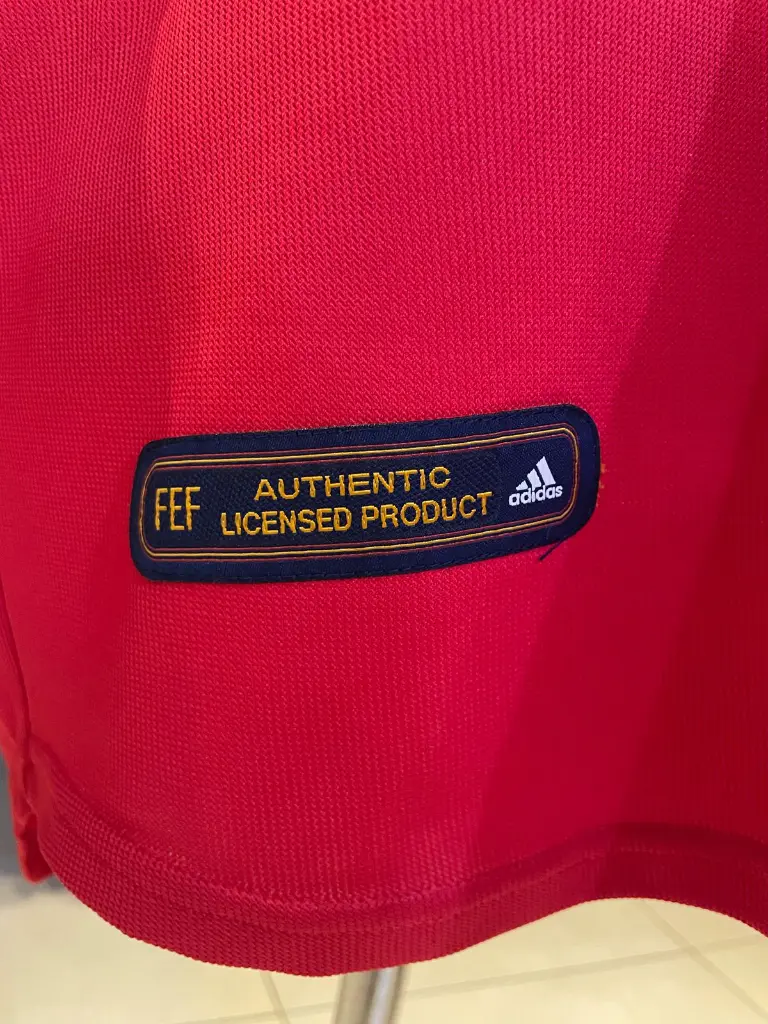 FEF
AUTHENTIC
LICENSED PRODUCT
adidas